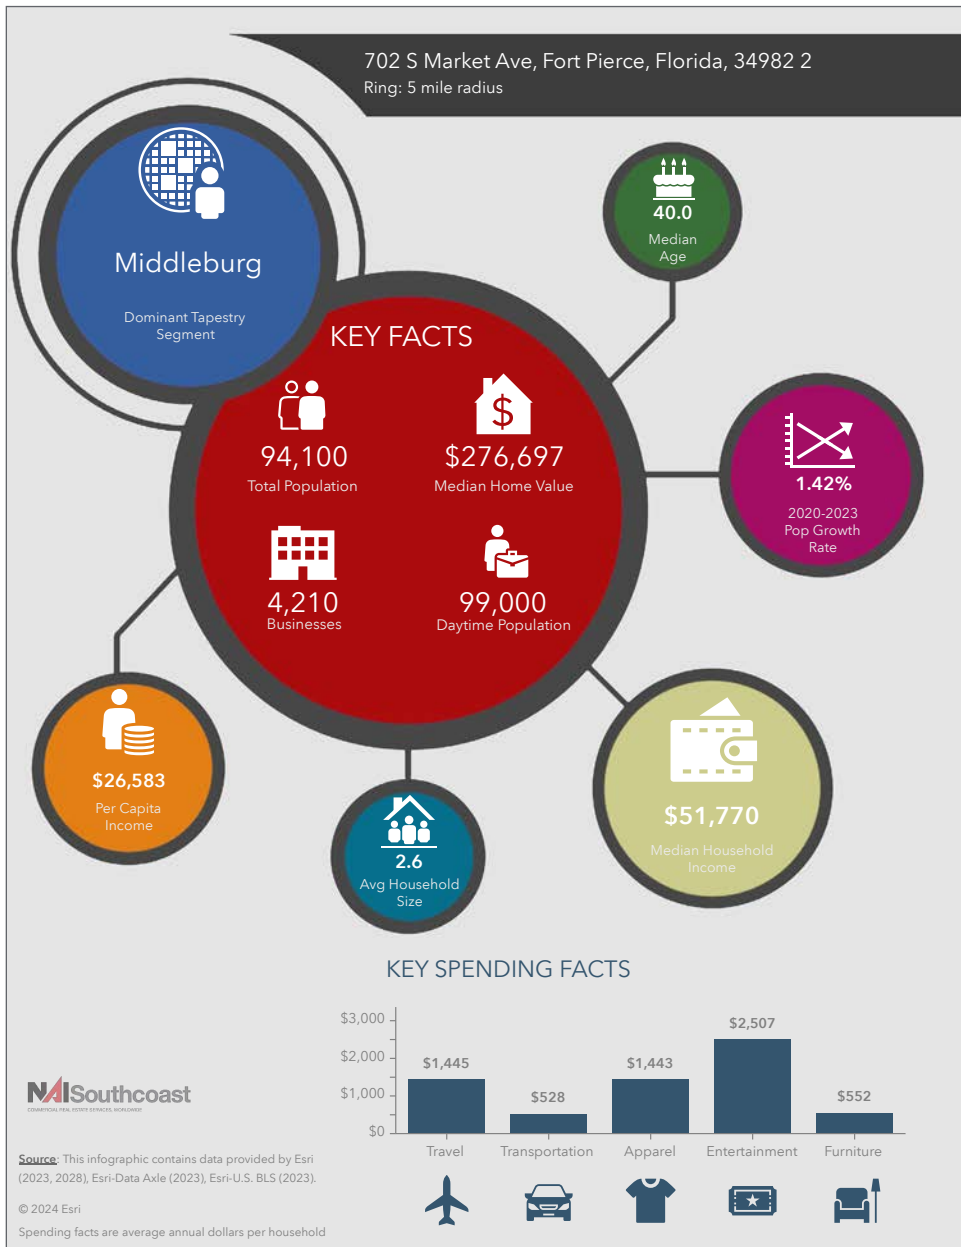 702 S Market Ave, Fort Pierce, Florida, 34982 2
Ring: 5 mile radius
Middleburg
Dominant Tapestry
Segment
40.0
Median
Age
KEY FACTS
94,100
Total Population
$276,697
Median Home Value
$
4,210
Businesses
99,000
Daytime Population
1.42%
2020-2023
Pop Growth
Rate
$26,583
Per Capita
Income
2.6
Avg Household
Size
$51,770
Median Household
Income
KEY SPENDING FACTS
$3,000
$2,000
$1,000
$0
$1,445
$528
$1,443
$2,507
$552
Travel
Transportation
Apparel
Entertainment
Furniture
NAISouthcoast
COMMERCIAL REAL ESTATE SERVICES, WORLDWIDE
Source: This infographic contains data provided by Esri
(2023, 2028), Esri-Data Axle (2023), Esri-U.S. BLS (2023).
© 2024 Esri
Spending facts are average annual dollars per household